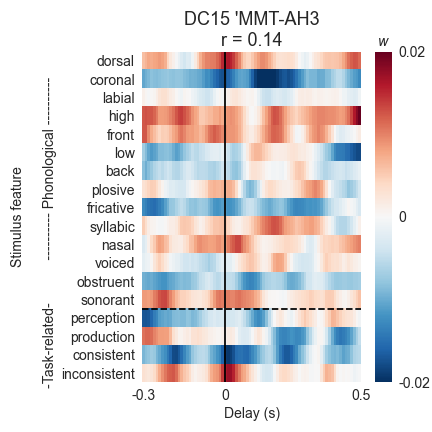 DC15 'MMT-AH3
r = 0.14
w
dorsal
coronal
labial
high
front
low
back
plosive
fricative
syllabic
nasal
voiced
obstruent
sonorant
perception
production
consistent
inconsistent
Stimulus feature
-Task-related- ---------- Phonological ----------
0.02
0
-0.02
-0.3 0 0.5
Delay (s)